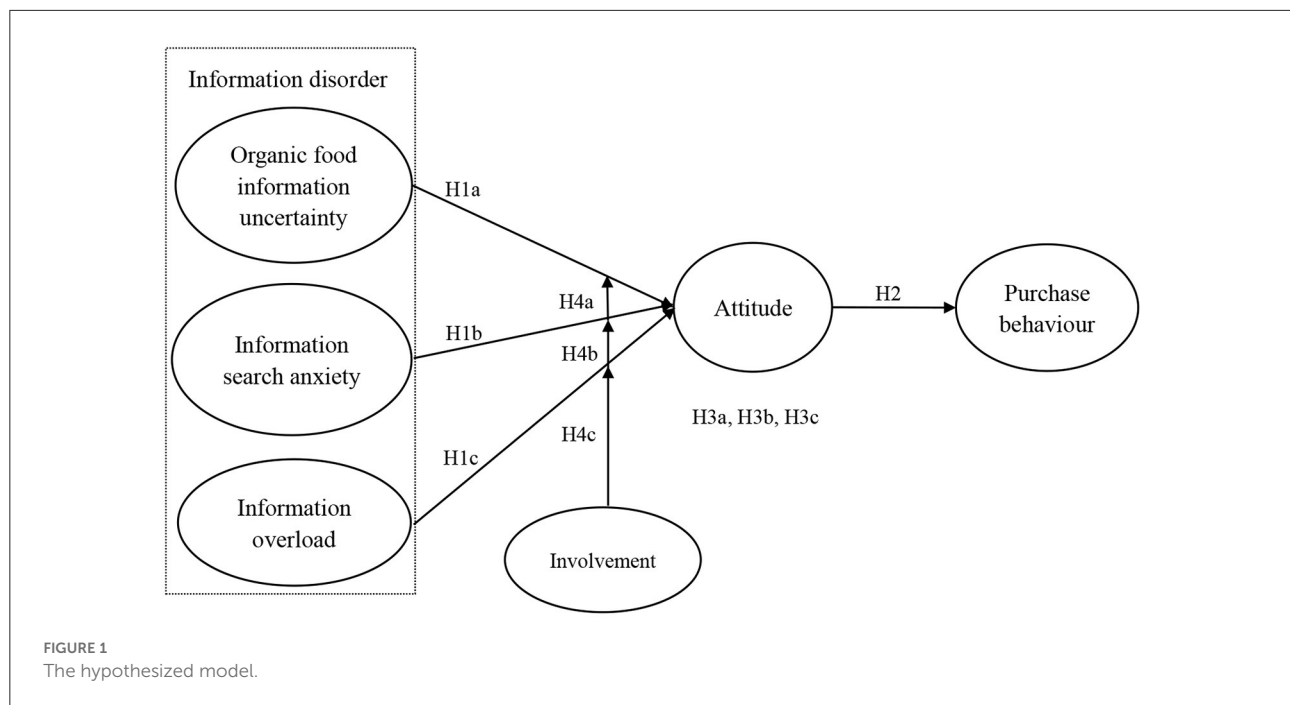 Information disorder
Organic food
information
uncertainty
H1a
Information
search anxiety
H1b
Information
overload
H1c
H4a
H4b
H4c
Involvement
Attitude
H2
Purchase
behaviour
H3a, H3b, H3c
FIGURE 1
The hypothesized model.